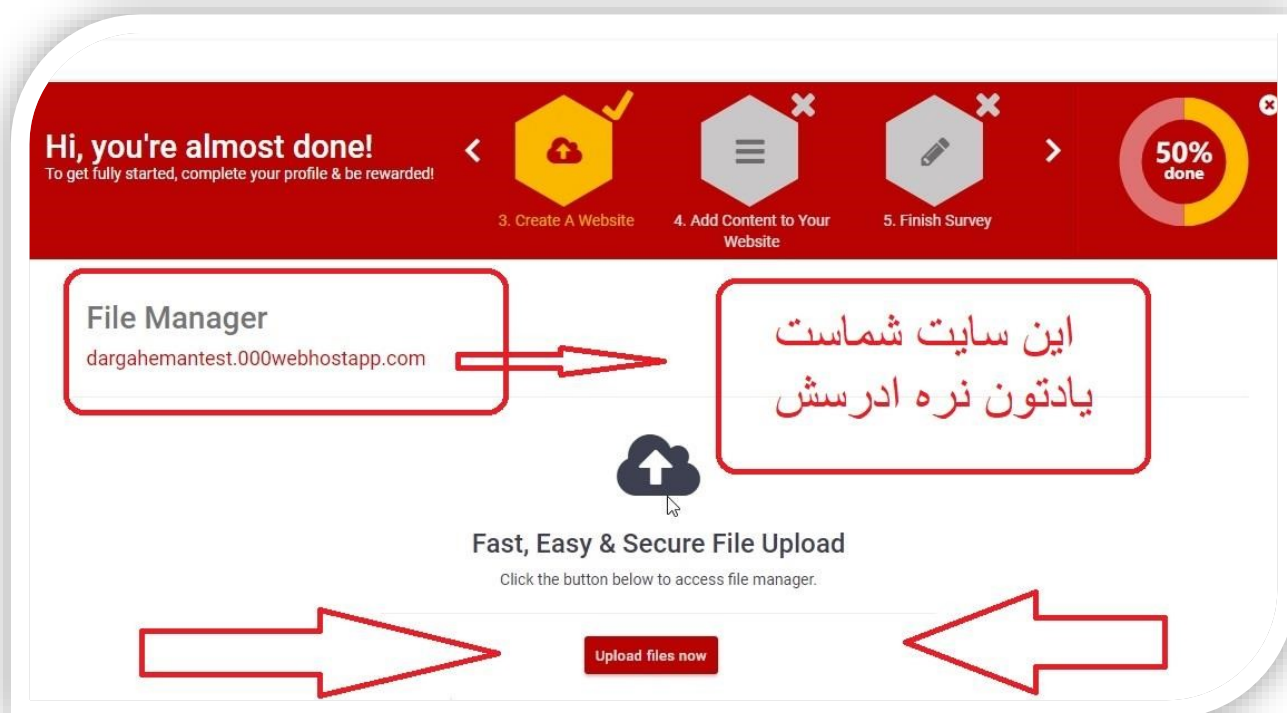 Hi, you're almost done!
To get fully started, complete your profile & be rewarded!
3. Create A Website
4. Add Content to Your
Website
5. Finish Survey
50%
done
File Manager
dargahemantest.000webhostapp.com
این سایت شماست
یادتون نره ادرسش
Fast, Easy & Secure File Upload
Click the button below to access file manager.
Upload files now